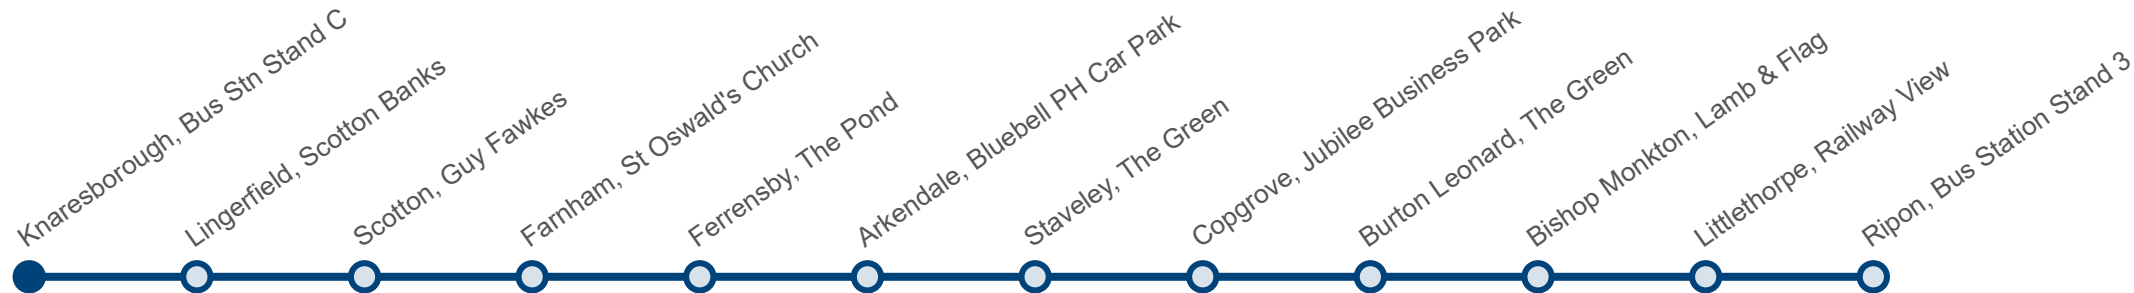 Knaresborough, Bus Stn Stand C
Lingerfield, Scotton Banks
Scotton, Guy Fawkes
Farnham, St Oswald's Church
Ferrensby, The Pond
Arkendale, Bluebell PH Car Park
Staveley, The Green
Copgrove, Jubilee Business Park
Burton Leonard, The Green
Bishop Monkton, Lamb & Flag
Littlethorpe, Railway View
Ripon, Bus Station Stand 3